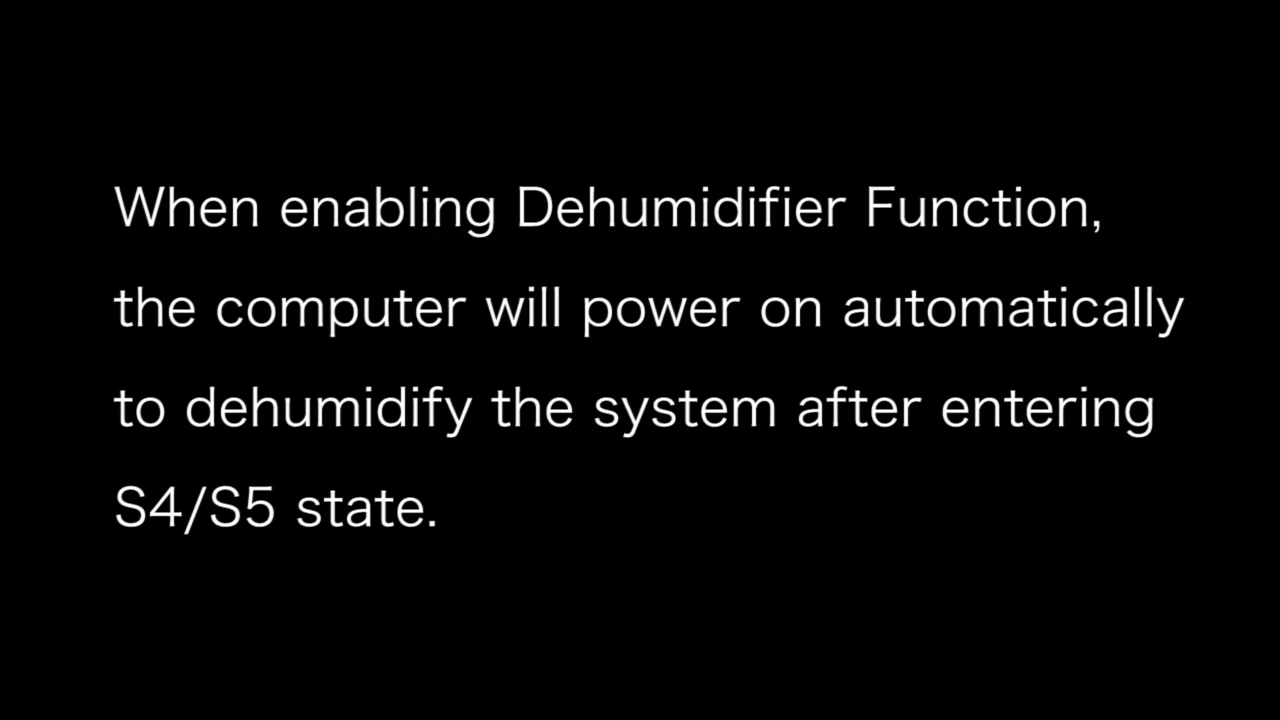 When enabling Dehumidifier Function,
the computer will power on automatically
to dehumidify the system after entering
S4/S5 state.